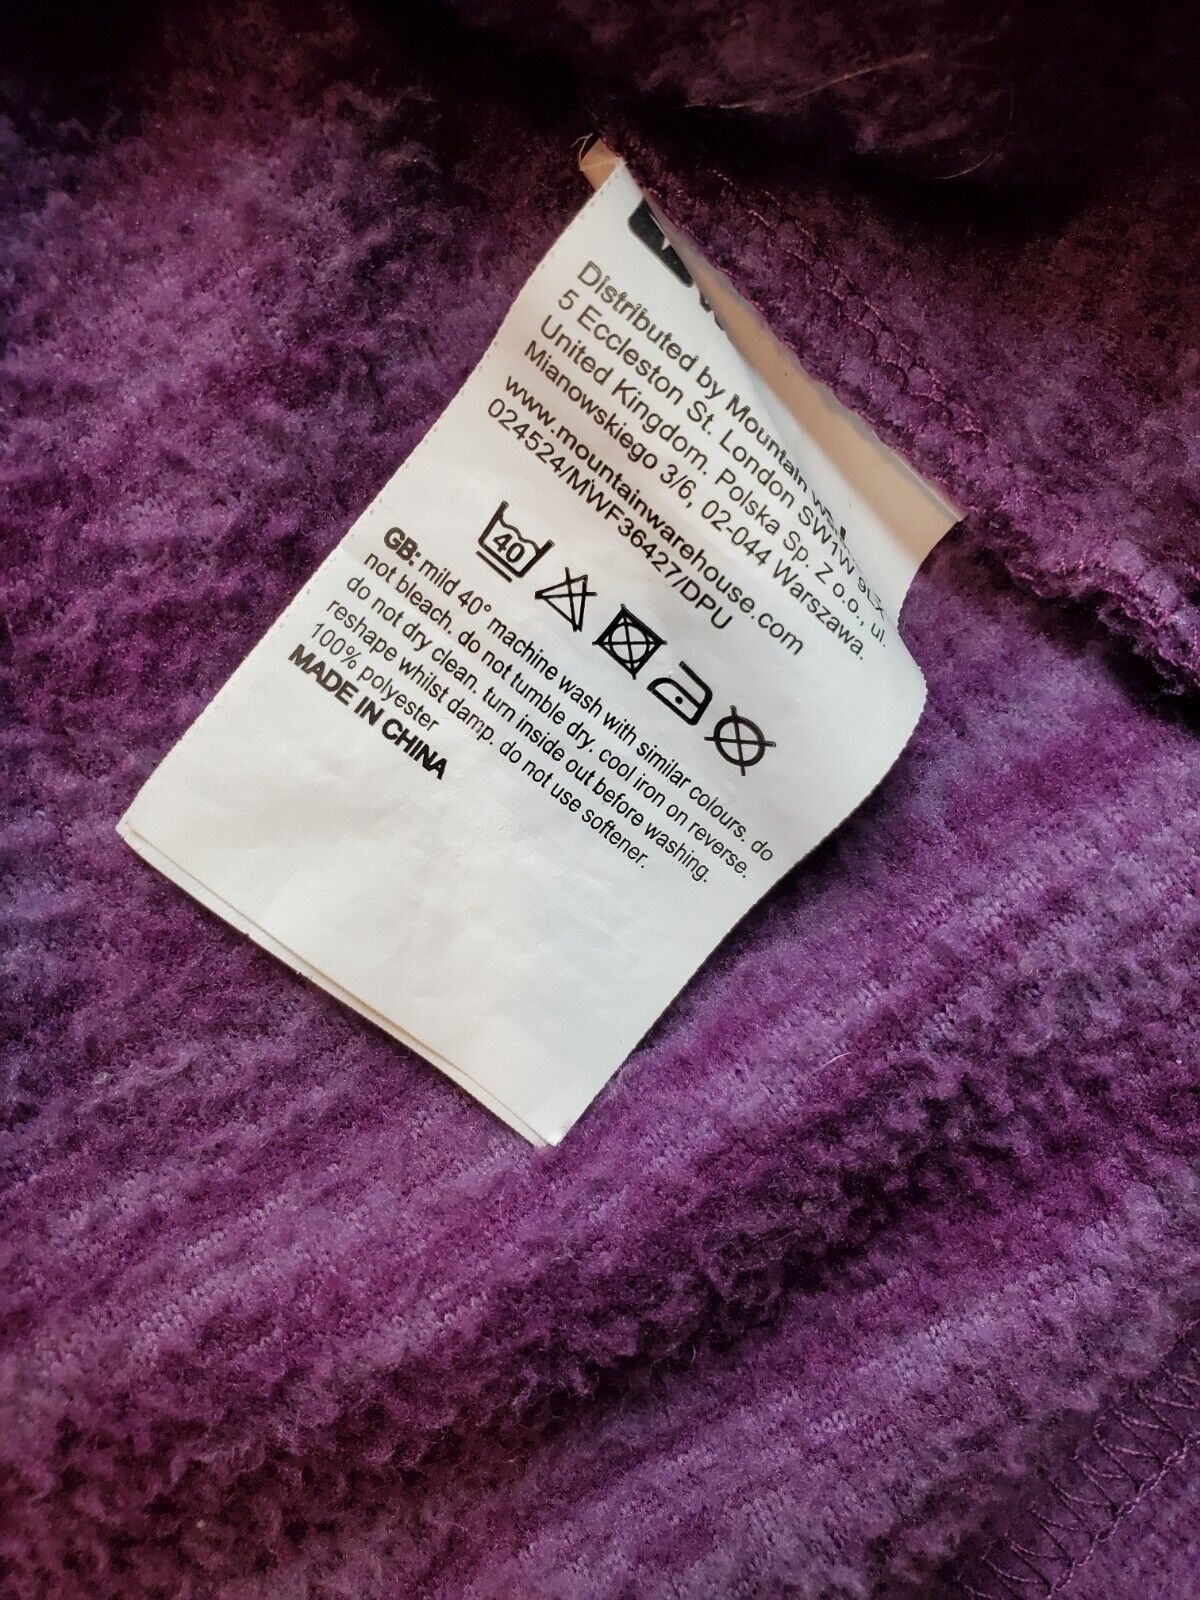 Distributed by Mountain
5 Eccleston St. London SW1W 9LX
United Kingdom. Polska Sp. Z o.o., ul.
Mianowskiego 3/6, 02-044 Warszawa.
www.mountainwarehouse.com
024524/MWF36427/DPU
40
GB: mild 40° machine wash with similar colours. do
not bleach. do not tumble dry. cool iron on reverse.
do not dry clean. turn inside out before washing.
reshape whilst damp. do not use softener.
100% polyester
MADE IN CHINA